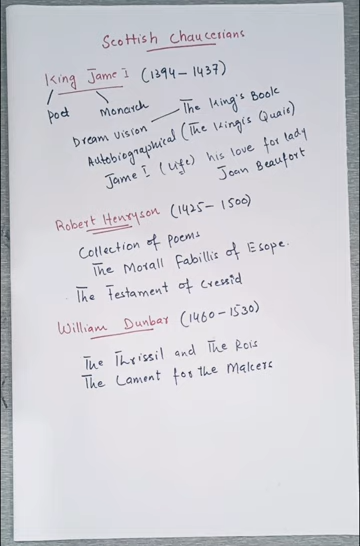 Scottish Chaucerians
King Jame I (1394-1437)
Poet Monarch
Dream vision The King's Book
Autobiographical (The Kingis Quair)
Jame I (Life) his love for lady
Joan Beaufort
Robert Henryson (1425-1500)
Collection of poems
The Morall Fabillis of Esope.
The Testament of Cressid
William Dunbar (1460-1530)
The Thrissil and The Rois
The Lament for the Makers